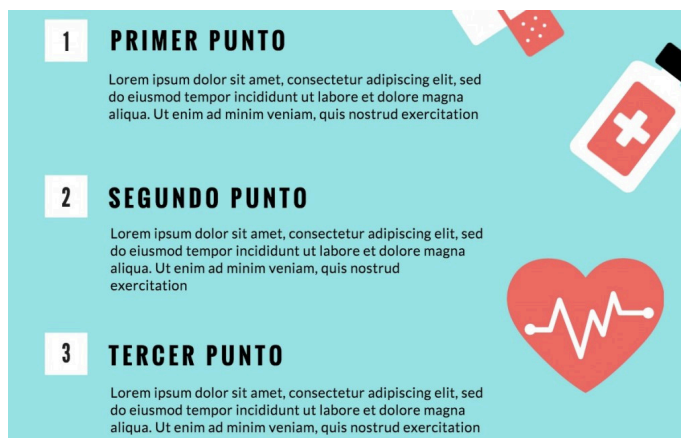 1 PRIMER PUNTO
Lorem ipsum dolor sit amet, consectetur adipiscing elit, sed
do eiusmod tempor incididunt ut labore et dolore magna
aliqua. Ut enim ad minim veniam, quis nostrud exercitation
2 SEGUNDO PUNTO
Lorem ipsum dolor sit amet, consectetur adipiscing elit, sed
do eiusmod tempor incididunt ut labore et dolore magna
aliqua. Ut enim ad minim veniam, quis nostrud
exercitation
3 TERCER PUNTO
Lorem ipsum dolor sit amet, consectetur adipiscing elit, sed
do eiusmod tempor incididunt ut labore et dolore magna
aliqua. Ut enim ad minim veniam, quis nostrud exercitation